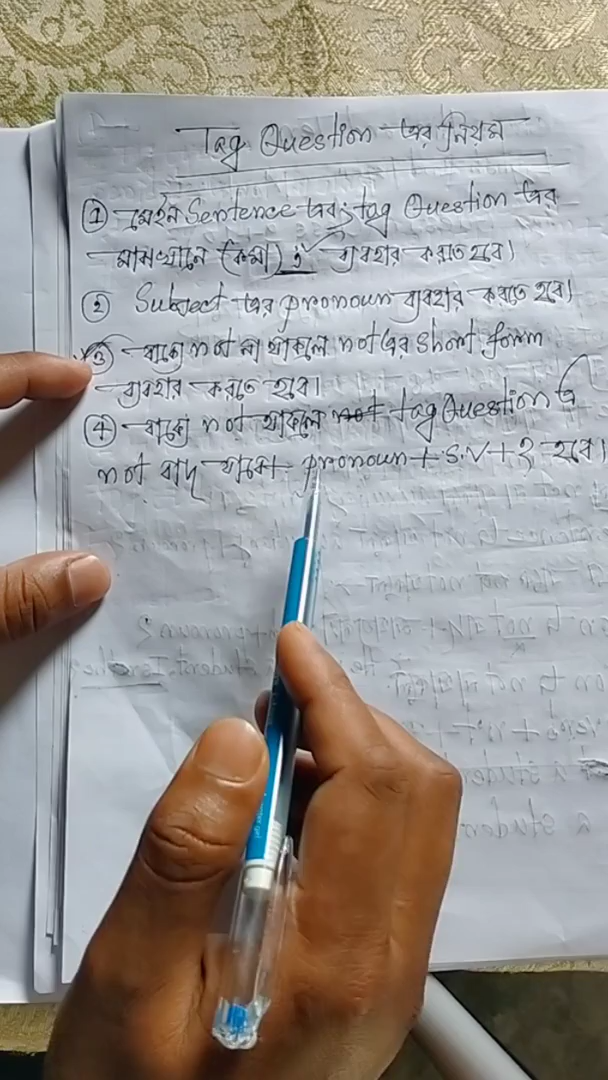 Tag Question এর নিয়ম
① মেইন Sentence এবং tag Question এর
মাঝখানে (কমা) , ব্যবহার করতে হবে।
② Subject এর pronoun ব্যবহার করতে হবে।
③ বাক্যে not না থাকলে not এর short form
ব্যবহার করতে হবে।
④ বাক্যে not থাকলে tag Question এ
not বাদ যাবে। pronoun + S.V + ? হবে।